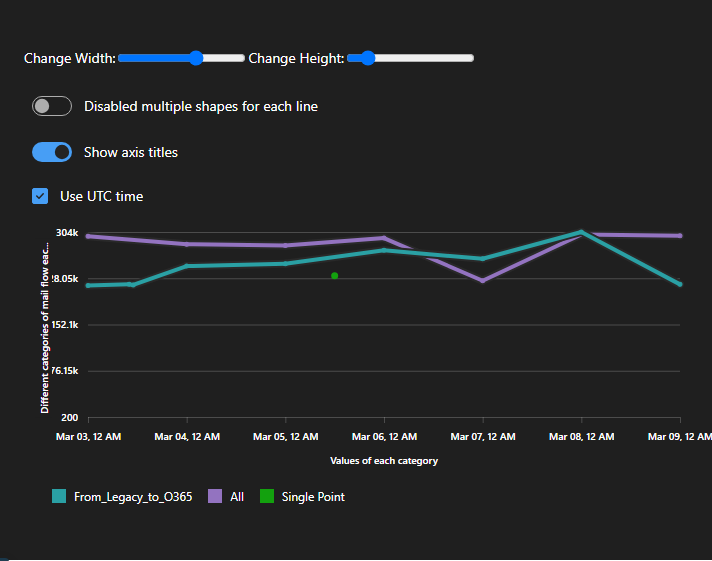 Change Width: Change Height:
Disabled multiple shapes for each line
Show axis titles
Use UTC time
Different categories of mail flow eac...
304k
8.05k
152.1k
76.15k
200
Mar 03, 12 AM Mar 04, 12 AM Mar 05, 12 AM Mar 06, 12 AM Mar 07, 12 AM Mar 08, 12 AM Mar 09, 12 AM
Values of each category
From_Legacy_to_O365 All Single Point